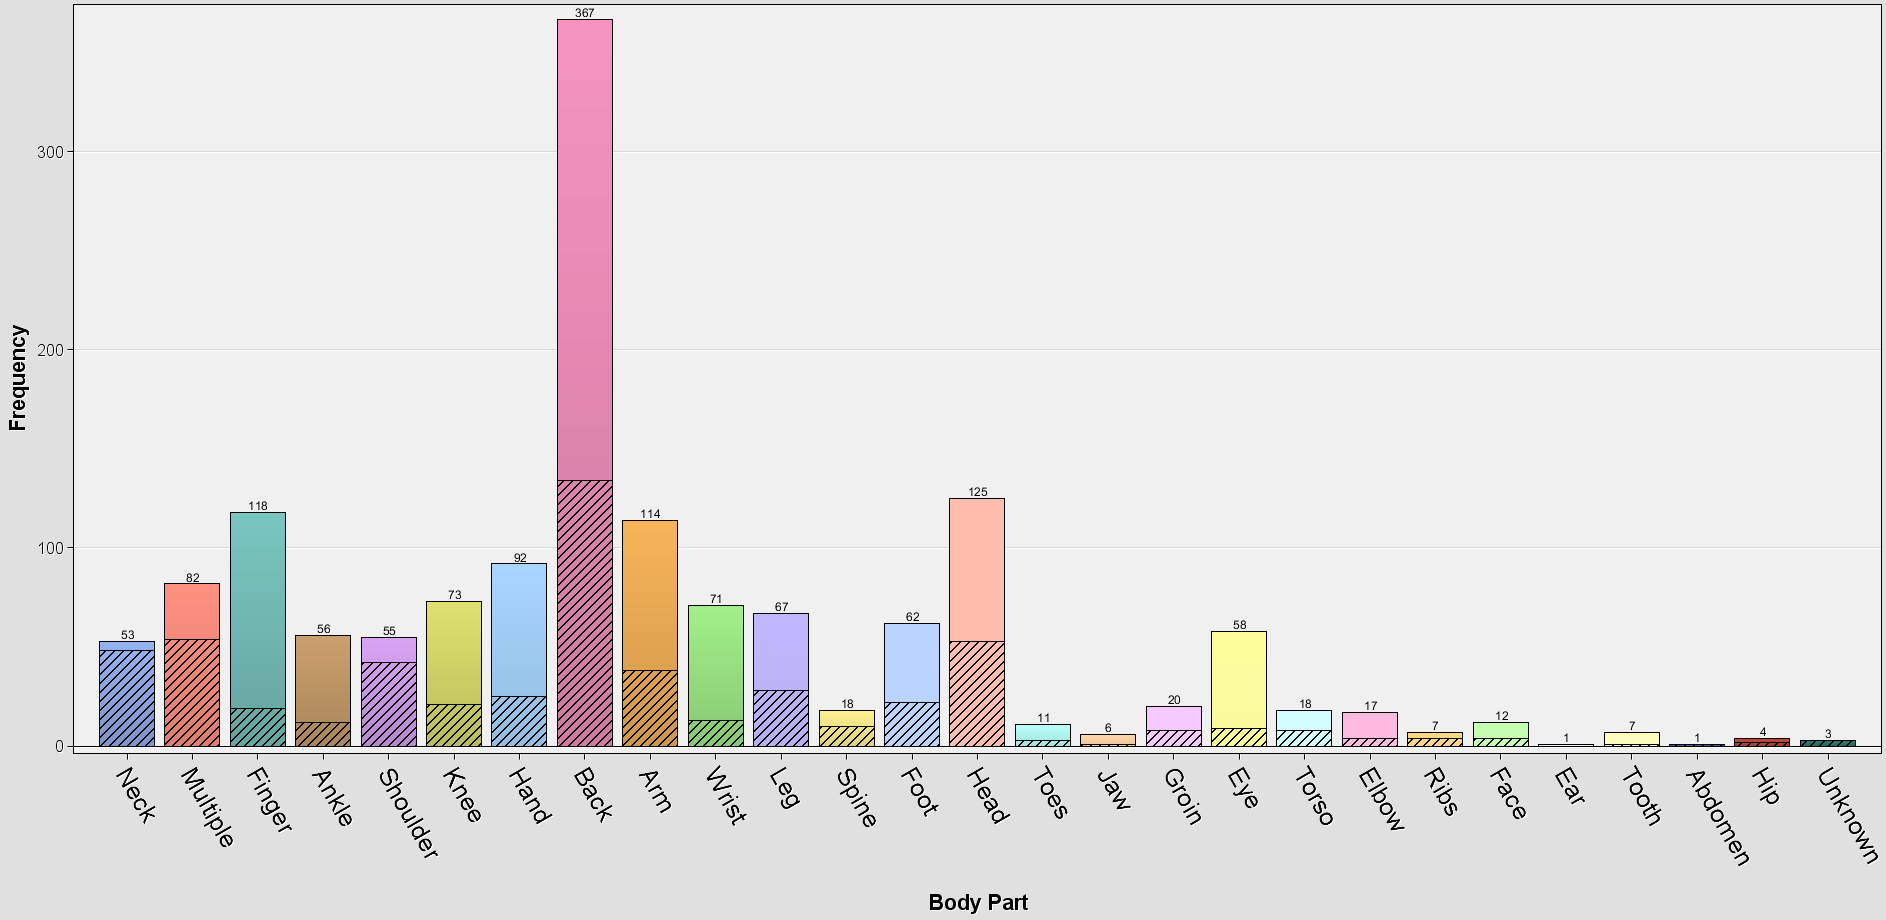 367
300
200
125
118
114
100
92
82
73
71
67
62
58
56
55
53
20
18
18
17
12
11
7
7
6
4
3
1
1
0
Frequency
Neck
Multiple
Finger
Ankle
Shoulder
Knee
Hand
Back
Arm
Wrist
Leg
Spine
Foot
Head
Toes
Jaw
Groin
Eye
Torso
Elbow
Ribs
Face
Ear
Tooth
Abdomen
Hip
Unknown
Body Part